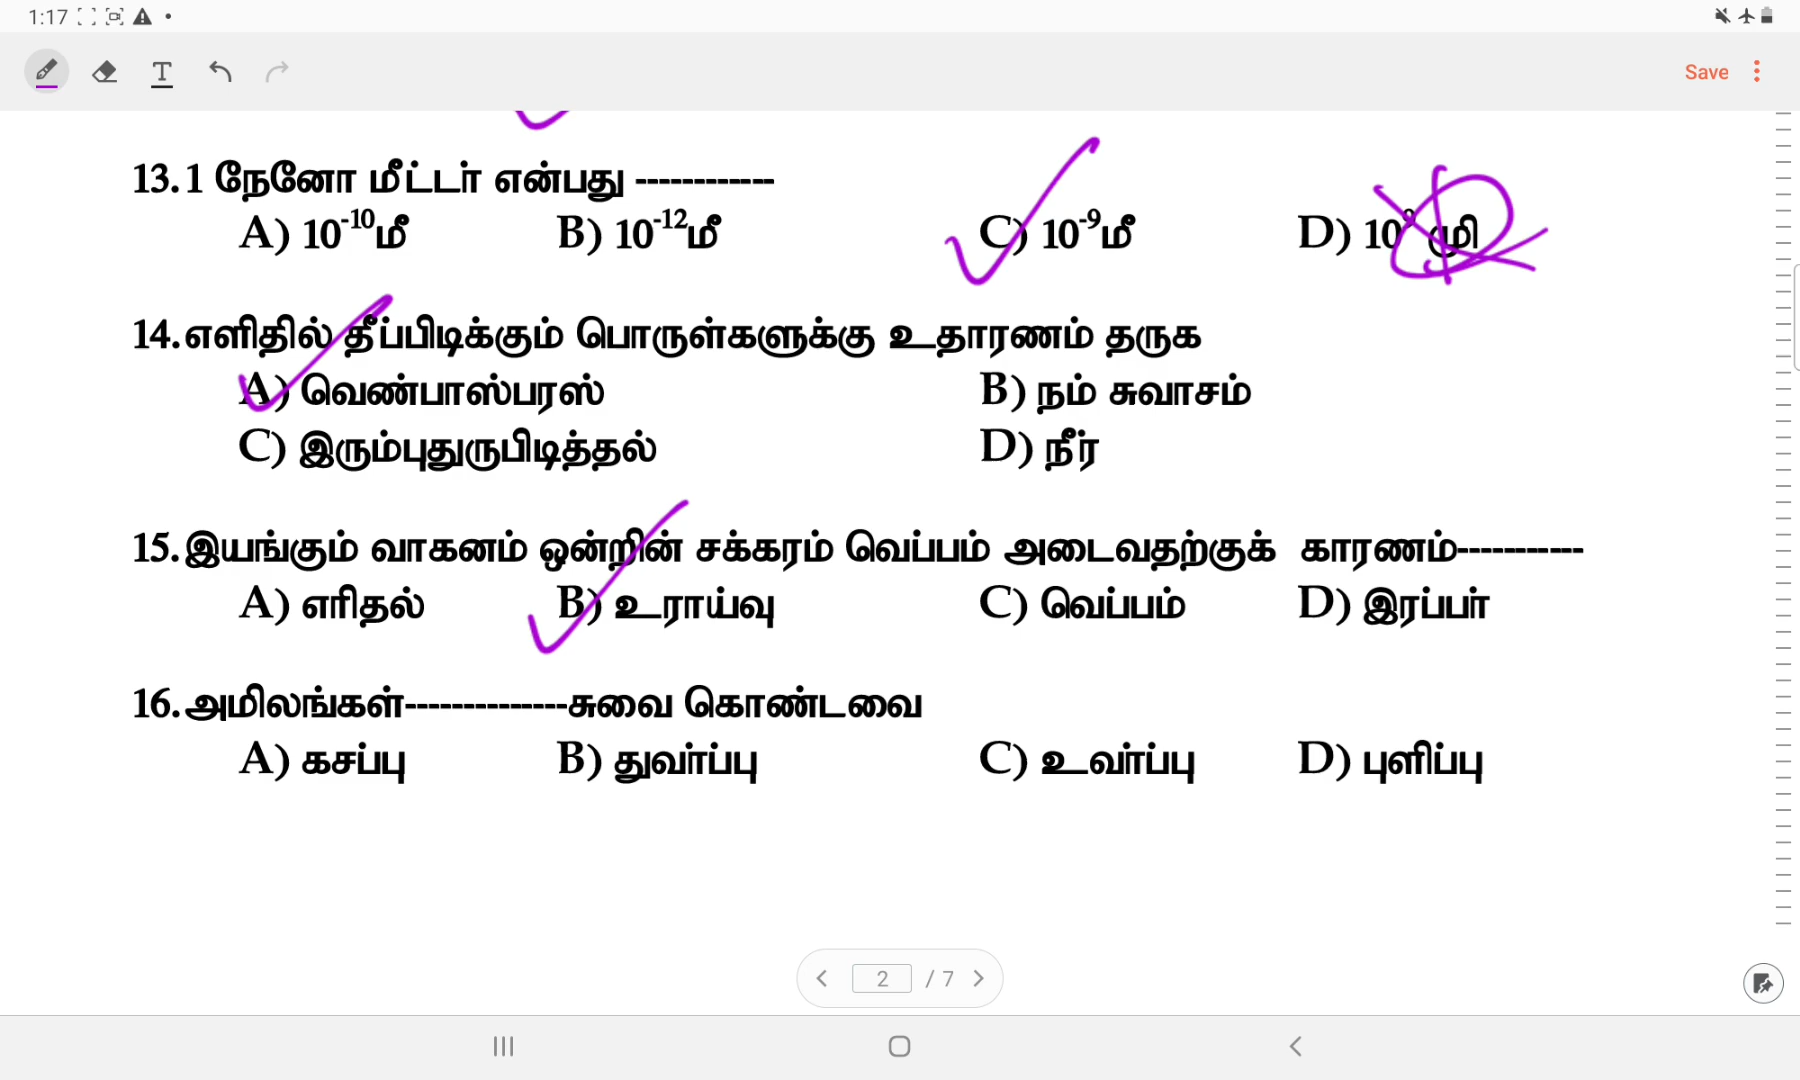 1:17
Save
13.1 நேனோ மீட்டர் என்பது ------------
A) 10-10மீ B) 10-12மீ C) 10-9மீ D) 109 மி
14.எளிதில் தீப்பிடிக்கும் பொருள்களுக்கு உதாரணம் தருக
A) வெண்பாஸ்பரஸ் B) நம் சுவாசம்
C) இரும்புதுருபிடித்தல் D) நீர்
15.இயங்கும் வாகனம் ஒன்றின் சக்கரம் வெப்பம் அடைவதற்குக் காரணம்-----------
A) எரிதல் B) உராய்வு C) வெப்பம் D) இரப்பர்
16.அமிலங்கள்--------------சுவை கொண்டவை
A) கசப்பு B) துவர்ப்பு C) உவர்ப்பு D) புளிப்பு
2 / 7